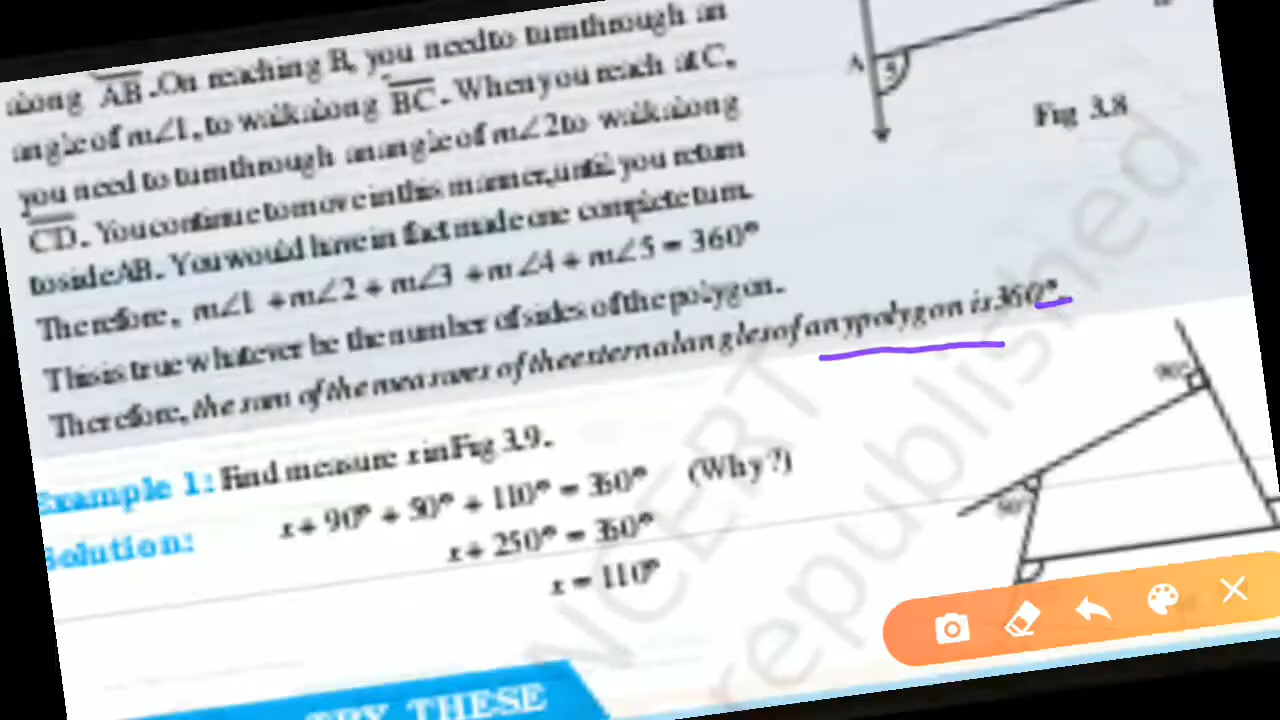 along AB. On reaching B, you need to turn through an
angle of m∠1, to walk along BC. When you reach at C,
you need to turn through an angle of m∠2 to walk along
CD. You continue to move in this manner, until you return
to side AB. You would have in fact made one complete turn.
Therefore, m∠1 + m∠2 + m∠3 + m∠4 + m∠5 = 360°
This is true whatever be the number of sides of the polygon.
Therefore, the sum of the measures of the external angles of any polygon is 360°.
Example 1: Find measure x in Fig 3.9.
Solution: x + 90° + 50° + 110° = 360° (Why?)
x + 250° = 360°
x = 110°
TRY THESE
A
5
Fig 3.8
90°
50°
NCERT
republished